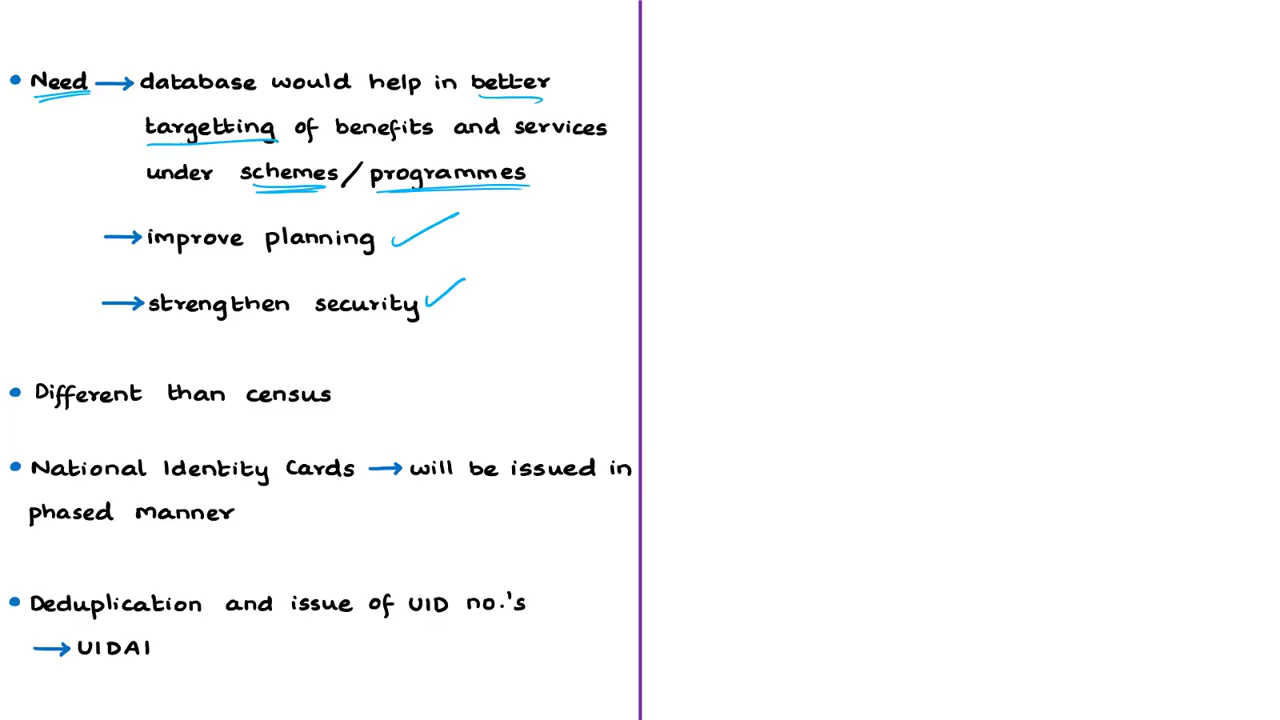 • Need → database would help in better
targetting of benefits and services
under schemes/programmes
→ improve planning
→ strengthen security
• Different than census
• National Identity Cards → will be issued in
phased manner
• Deduplication and issue of UID no.'s
→ UIDAI